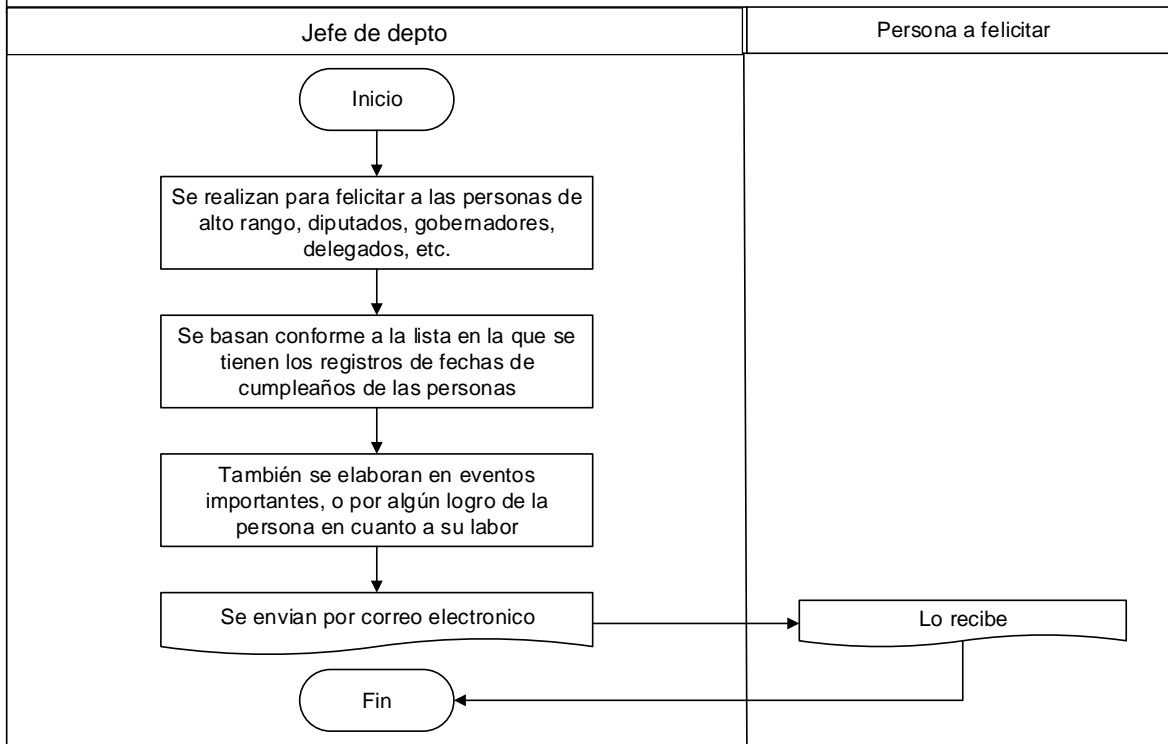 Jefe de depto
Persona a felicitar
Inicio
Se realizan para felicitar a las personas de
alto rango, diputados, gobernadores,
delegados, etc.
Se basan conforme a la lista en la que se
tienen los registros de fechas de
cumpleaños de las personas
También se elaboran en eventos
importantes, o por algún logro de la
persona en cuanto a su labor
Se envian por correo electronico
Lo recibe
Fin